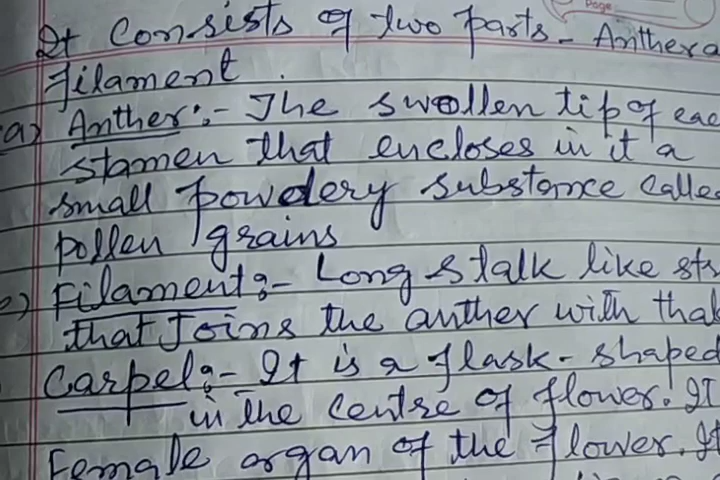 Page
It Consists of two parts - Anther a
filament.
(a) Anther:- The swollen tip of eac
stamen that encloses in it a
small powdery substance calle
pollen grains
) Filament:- Long stalk like st
that Joins the anther with tha
Carpel:- It is a flask-shaped
in the centre of flower. It
Female organ of the flower. It